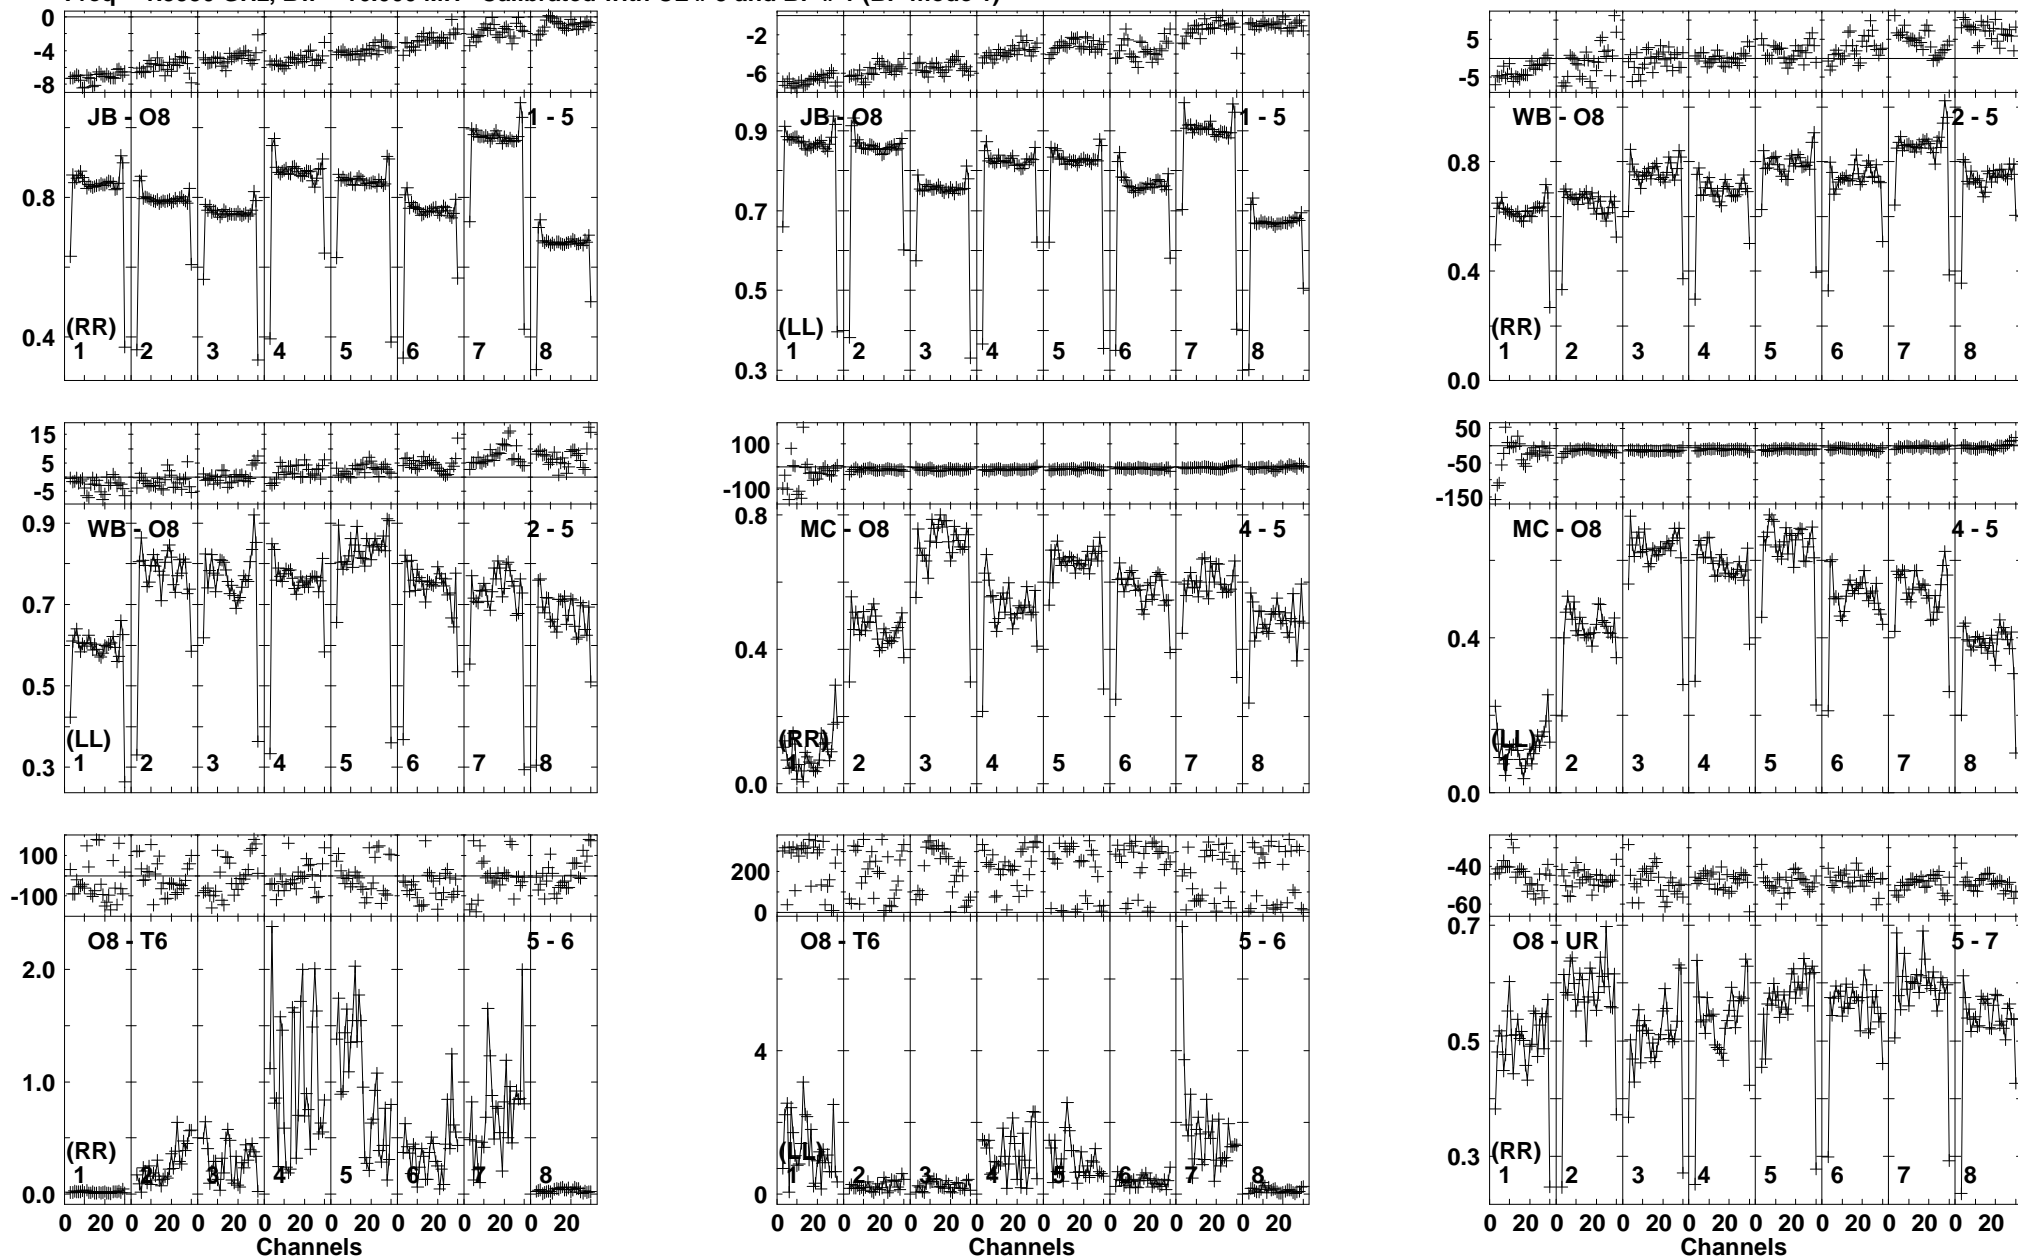 0 -4 -8
JB - O8 1 - 5
0.8 0.4
(RR)
1 2 3 4 5 6 7 8
-2 -6
JB - O8 1 - 5
0.9 0.7 0.5 0.3
(LL)
1 2 3 4 5 6 7 8
5 -5
WB - O8 2 - 5
0.8 0.4 0.0
(RR)
1 2 3 4 5 6 7 8
15 5 -5
WB - O8 2 - 5
0.9 0.7 0.5 0.3
(LL)
1 2 3 4 5 6 7 8
100 -100
MC - O8 4 - 5
0.8 0.4 0.0
(RR)
1 2 3 4 5 6 7 8
50 -50 -150
MC - O8 4 - 5
0.4 0.0
(LL)
1 2 3 4 5 6 7 8
100 -100
O8 - T6 5 - 6
2.0 1.0 0.0
(RR)
1 2 3 4 5 6 7 8
0 20 0 20 0 20 0 20 0 20 0 20 0 20 0 20
Channels
200 0
O8 - T6 5 - 6
4 0
(LL)
1 2 3 4 5 6 7 8
0 20 0 20 0 20 0 20 0 20 0 20 0 20 0 20
Channels
-40 -60
O8 - UR 5 - 7
0.7 0.5 0.3
(RR)
1 2 3 4 5 6 7 8
0 20 0 20 0 20 0 20 0 20 0 20 0 20 0 20
Channels